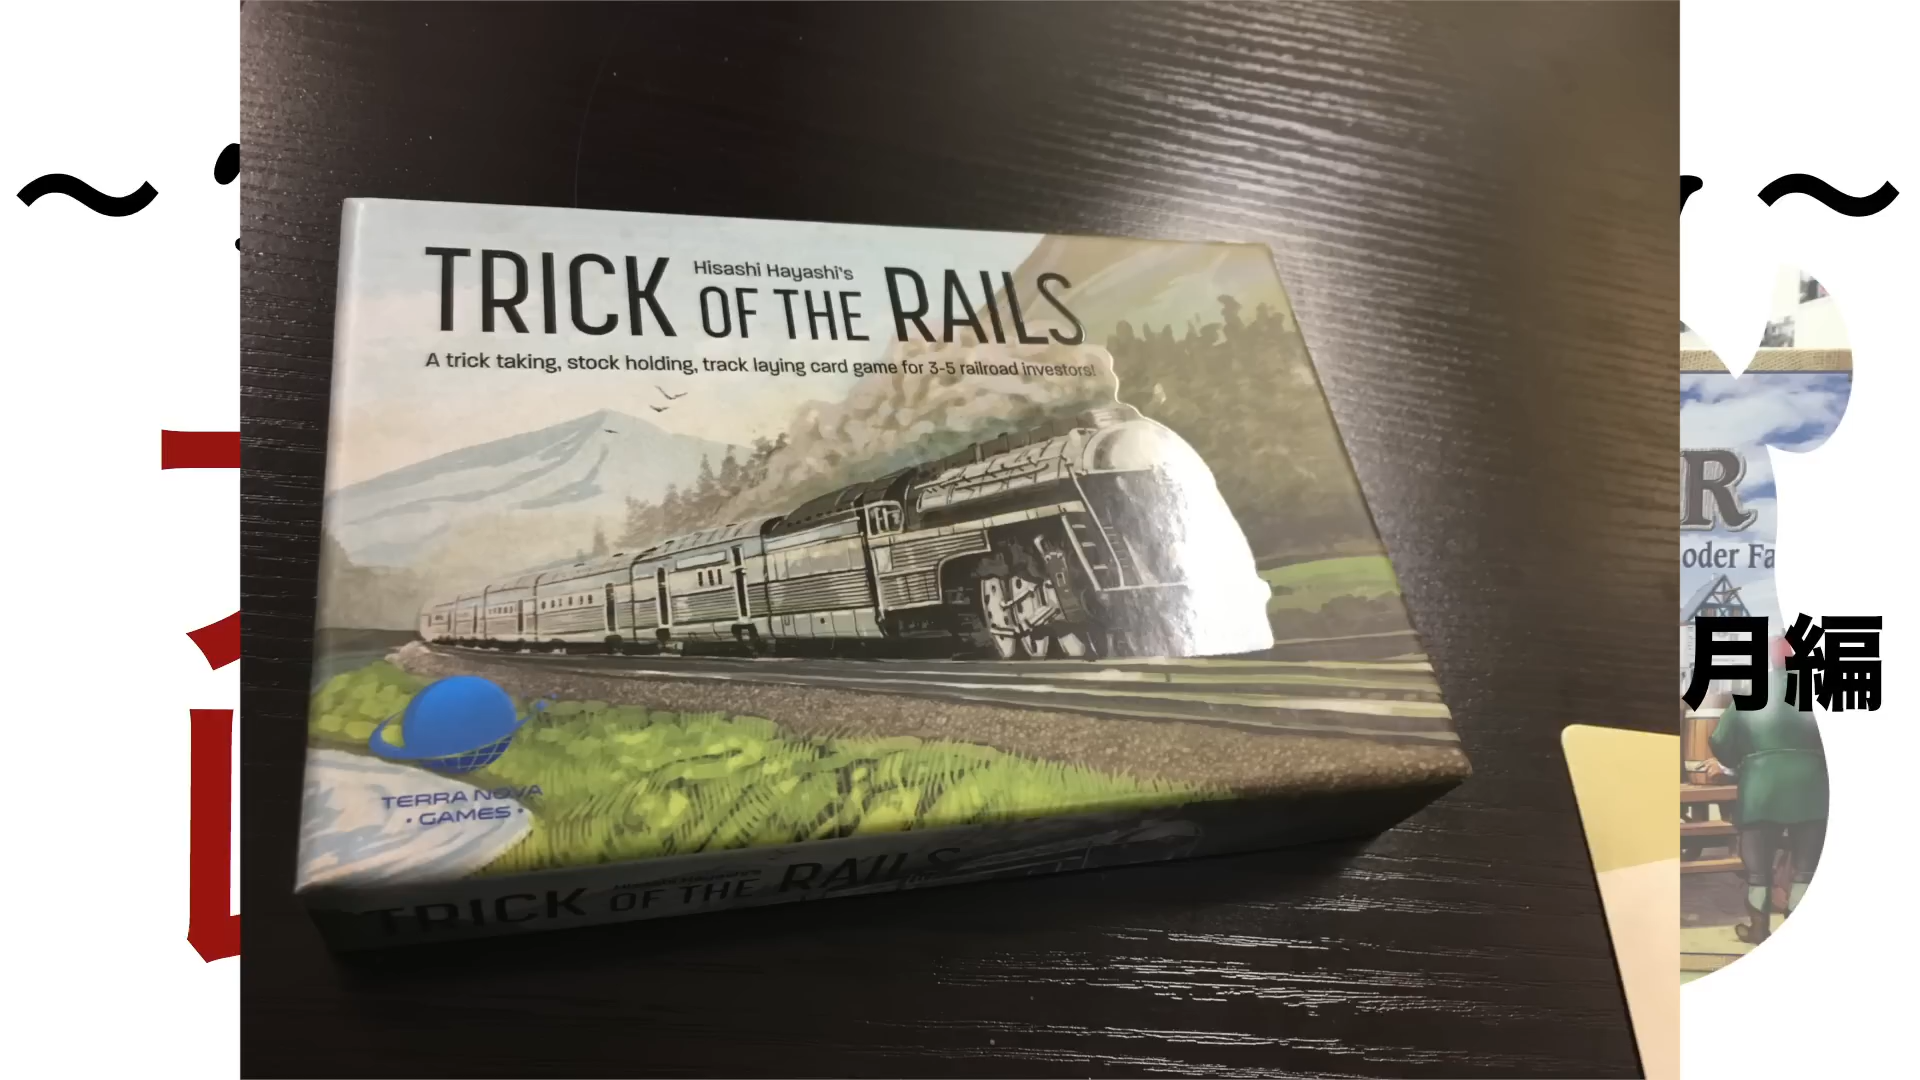 〜
〜
TRICK OF THE RAILS
Hisashi Hayashi's
A trick taking, stock holding, track laying card game for 3-5 railroad investors!
R
oder Fa
月編
TERRA NOVA
• GAMES •
TRICK OF THE RAILS